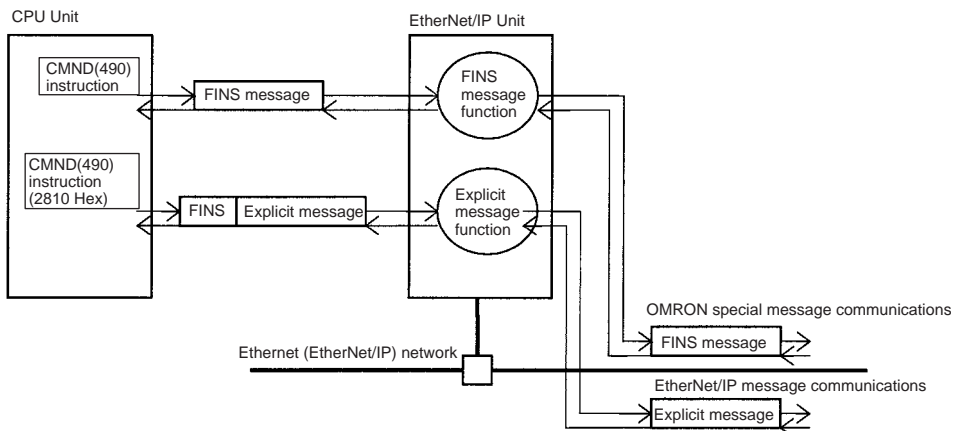 CPU Unit
EtherNet/IP Unit
CMND(490)
instruction
FINS message
FINS
message
function
CMND(490)
instruction
(2810 Hex)
FINS
Explicit message
Explicit
message
function
OMRON special message communications
FINS message
Ethernet (EtherNet/IP) network
EtherNet/IP message communications
Explicit message